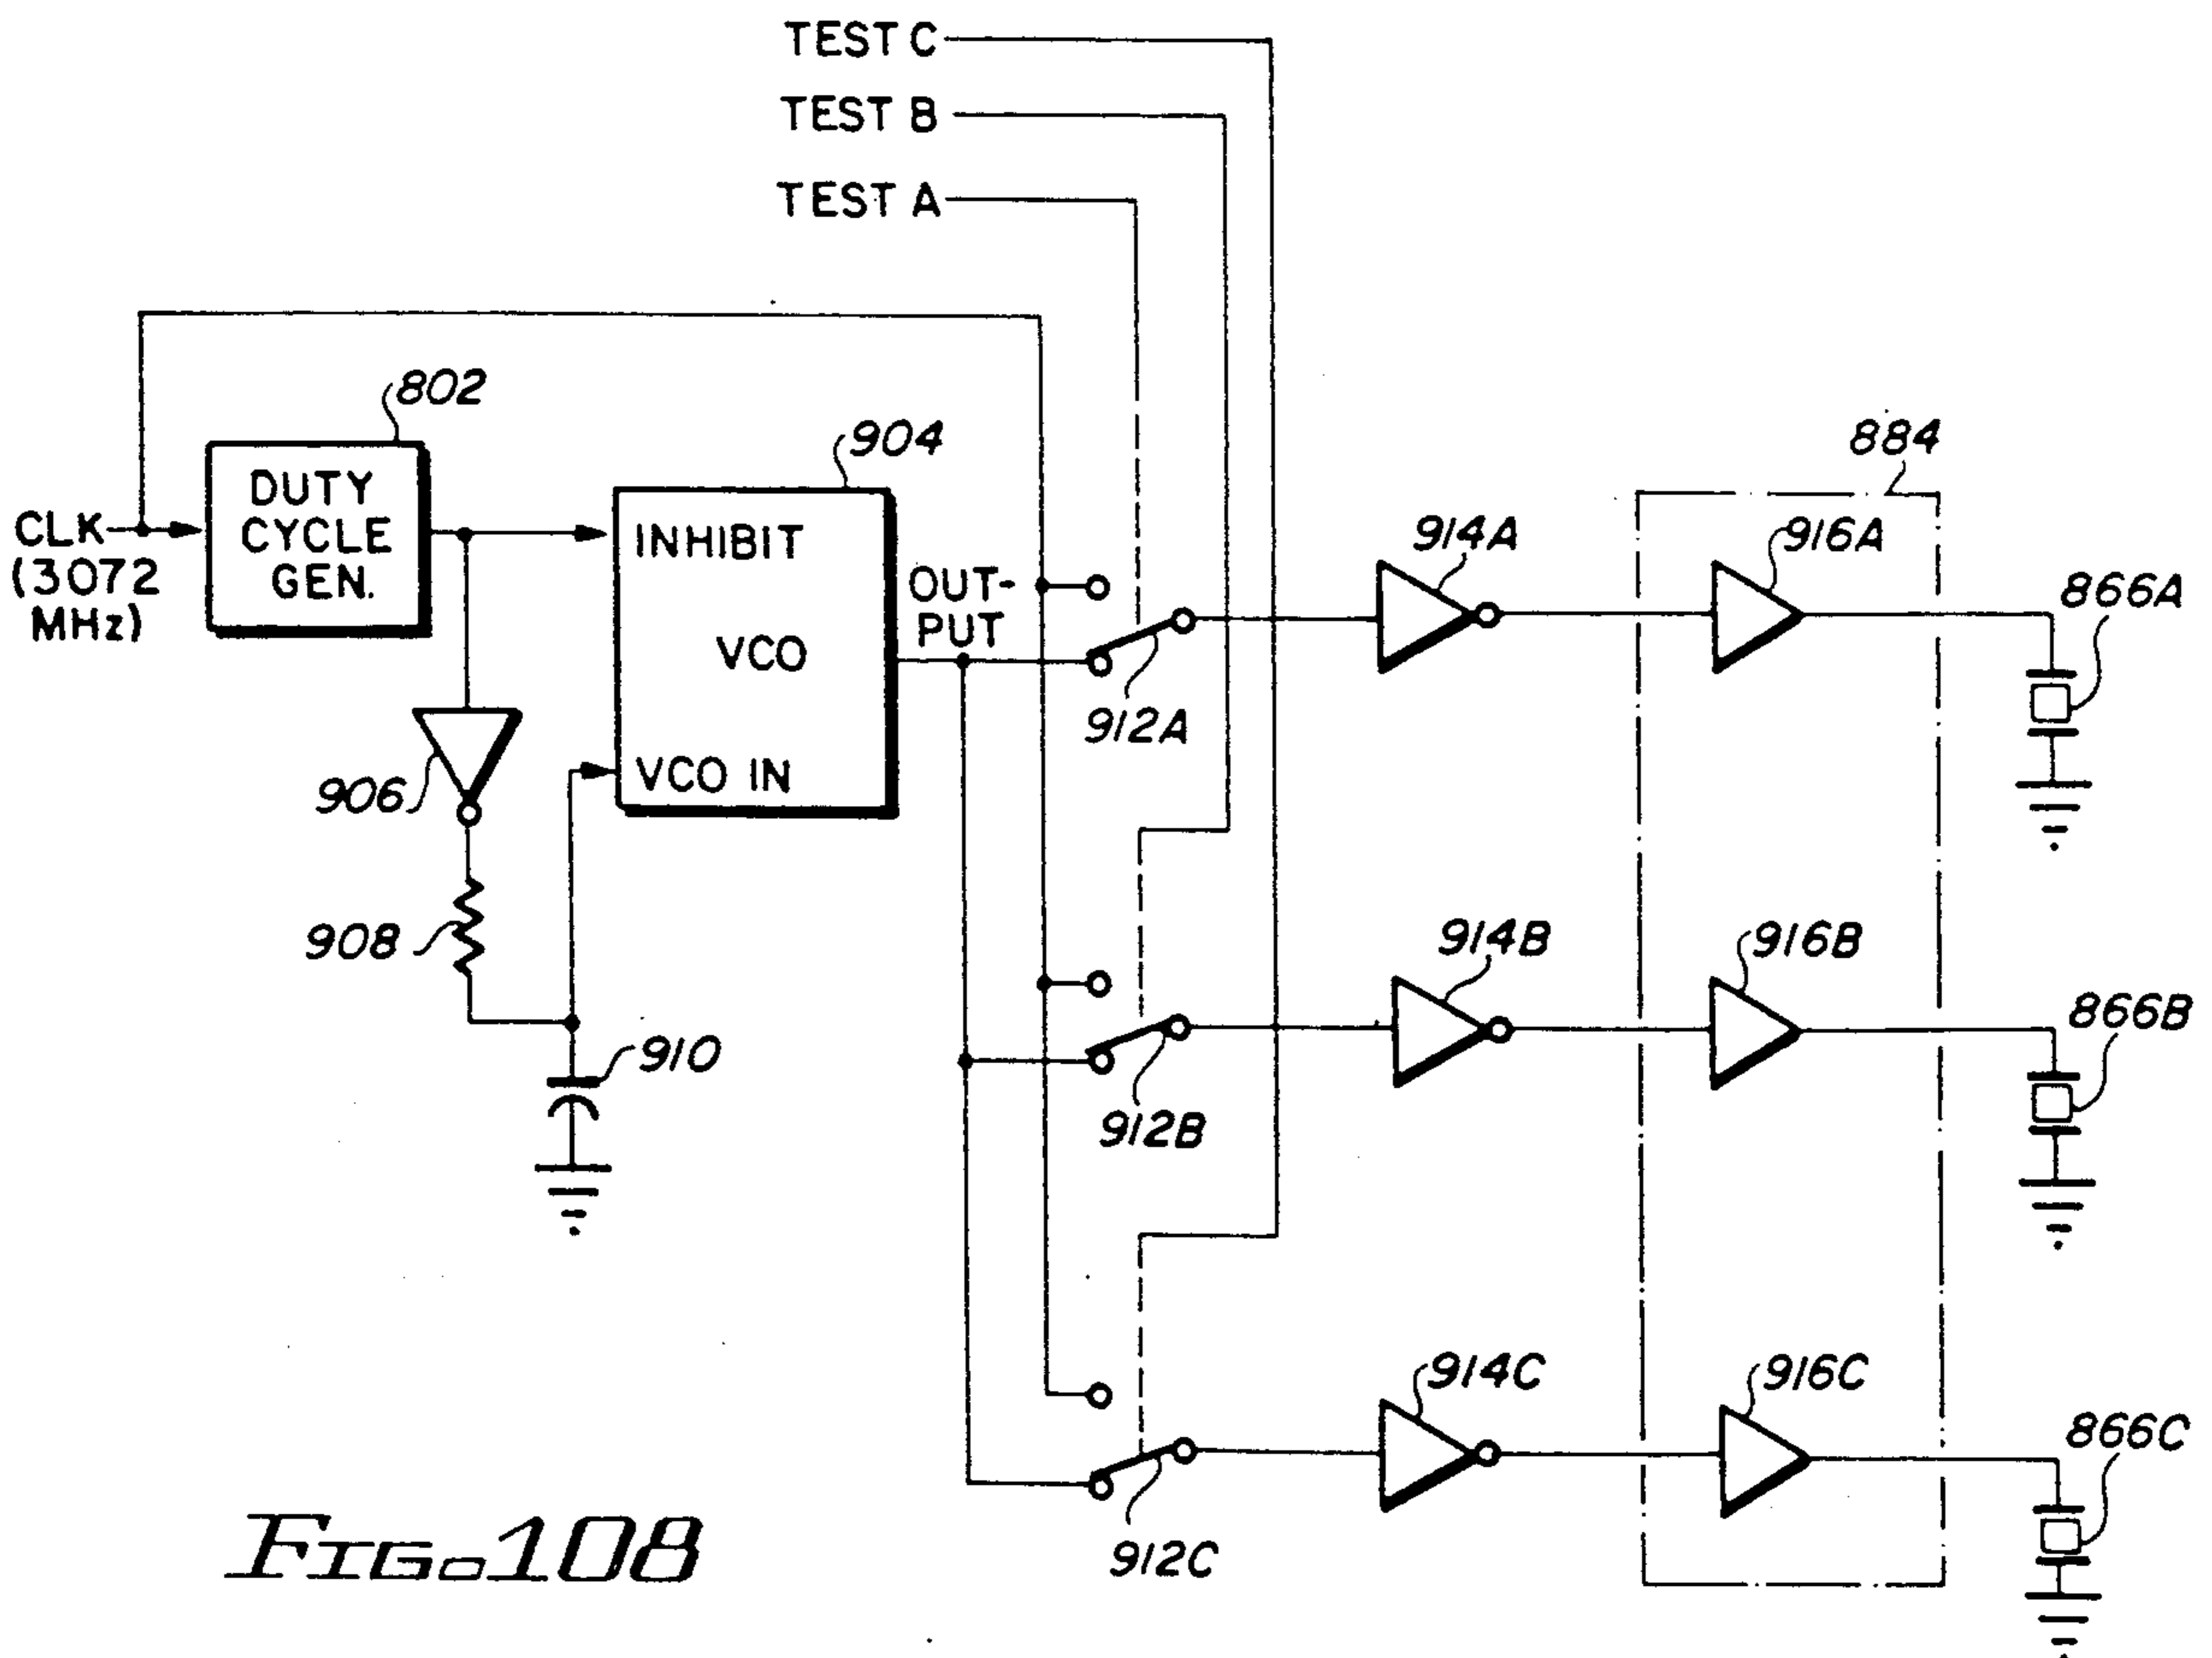 TEST C
TEST B
TEST A
802
904
884
DUTY
CYCLE
GEN.
CLK
(3072
MHz)
INHIBIT
VCO
VCO IN
OUT-
PUT
914A
916A
866A
912A
906
908
910
914B
916B
866B
912B
914C
916C
866C
912C
FIG. 108